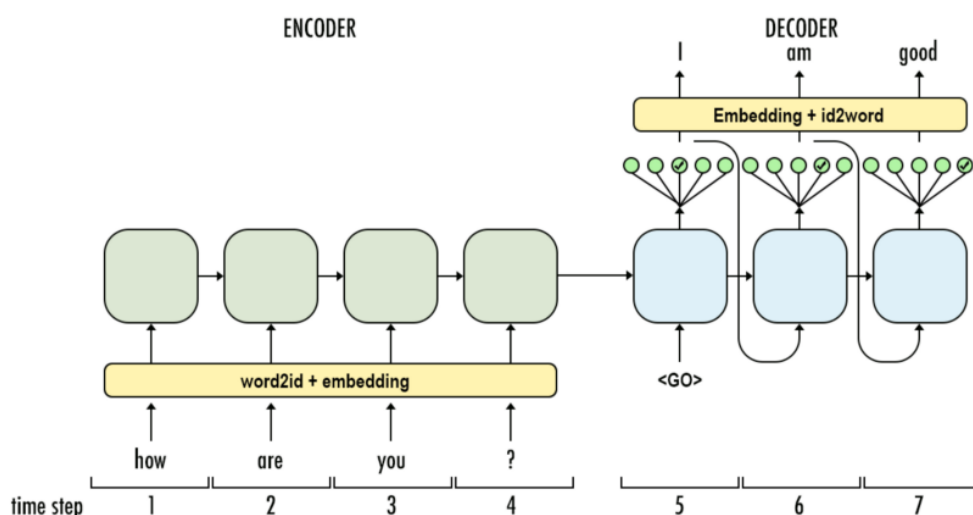 ENCODER
DECODER
I am good
Embedding + id2word
<GO>
word2id + embedding
how are you ?
time step 1 2 3 4 5 6 7